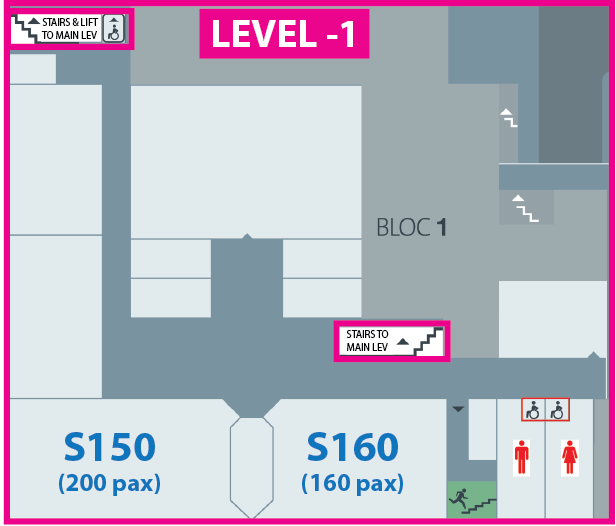 STAIRS & LIFT
TO MAIN LEV
LEVEL -1
BLOC 1
STAIRS TO
MAIN LEV
S150
(200 pax)
S160
(160 pax)